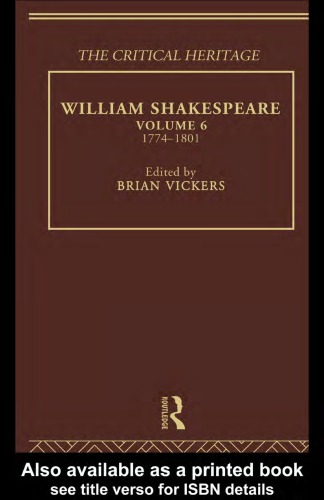 THE CRITICAL HERITAGE
WILLIAM SHAKESPEARE
VOLUME 6
1774–1801
Edited by
BRIAN VICKERS
ROUTLEDGE
Also available as a printed book
see title verso for ISBN details